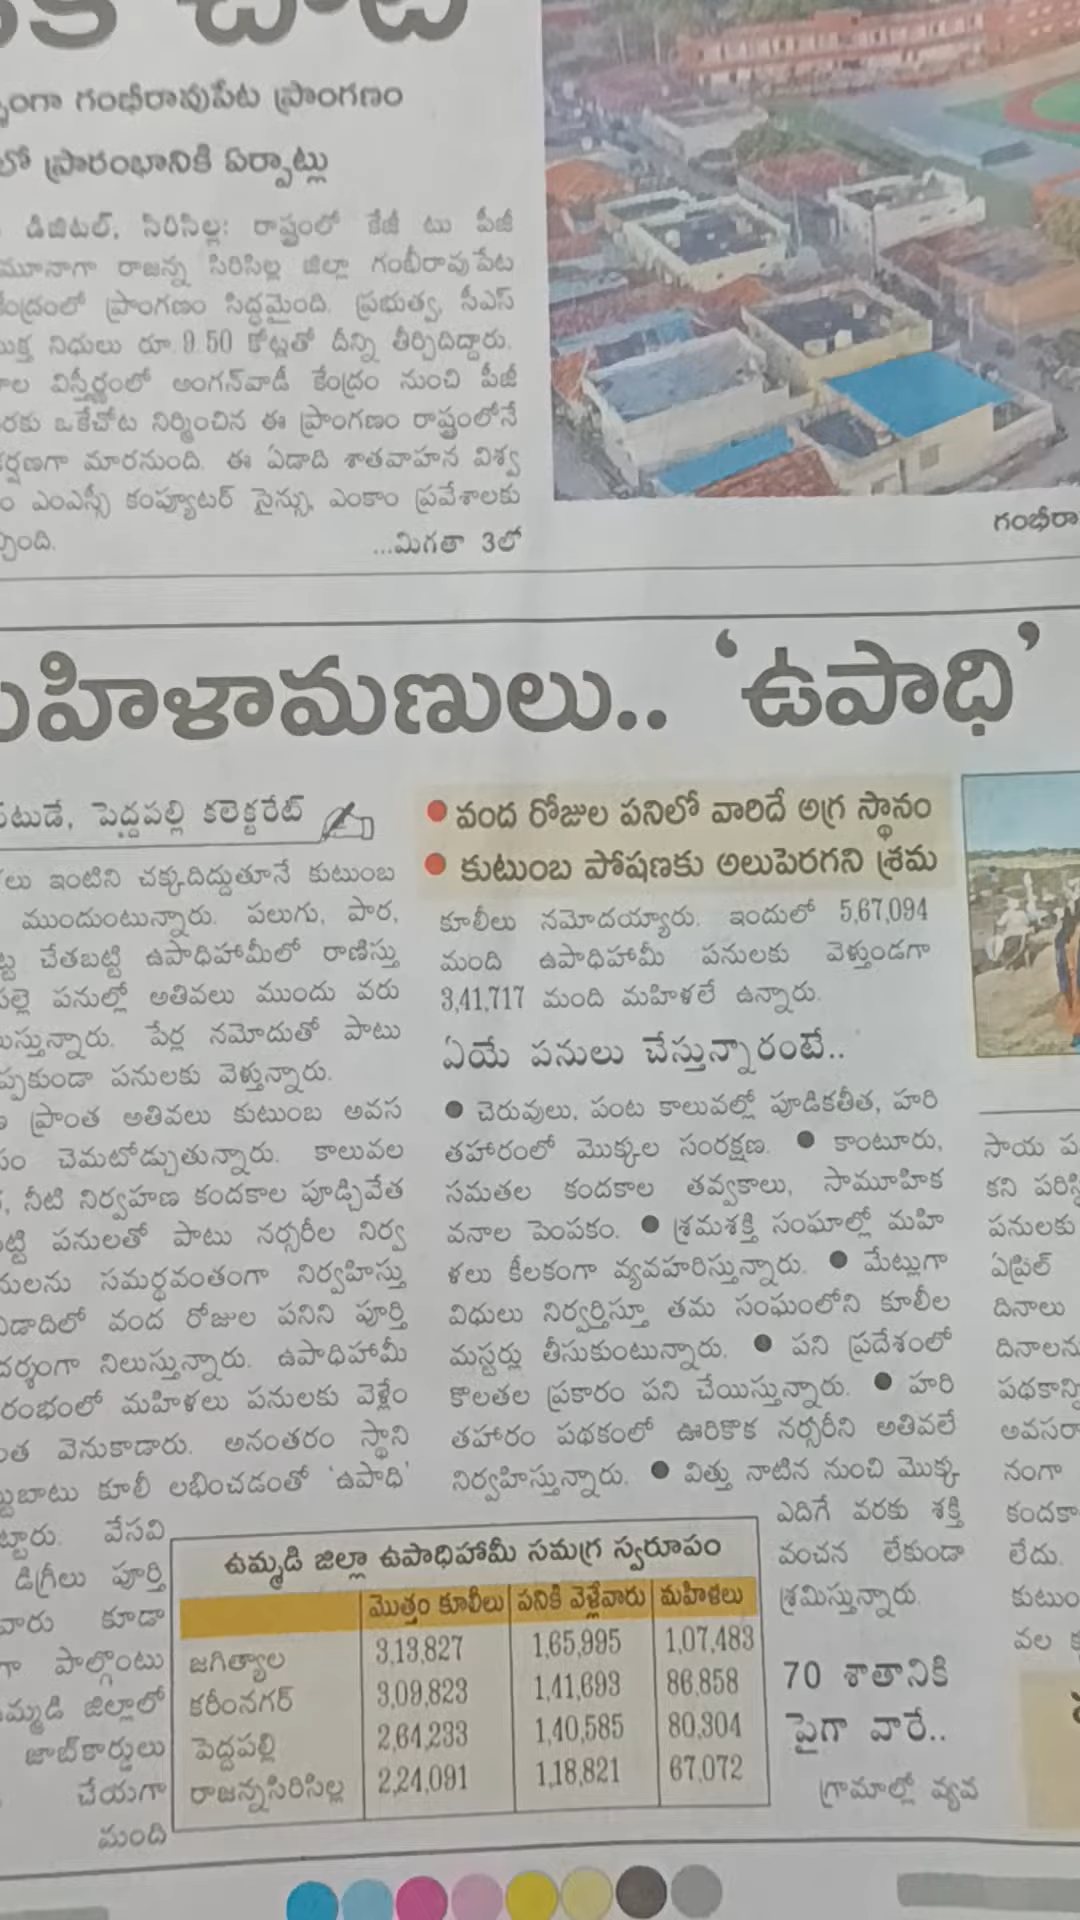 గంభీరావుపేట ప్రాంగణం
ప్రారంభానికి ఏర్పాట్లు
డిజిటల్, సిరిసిల్ల: రాష్ట్రంలో కేజీ టు పీజీ
రాజన్న సిరిసిల్ల జిల్లా గంభీరావుపేట
ప్రాంగణం సిద్ధమైంది. ప్రభుత్వ, సీఎస్
నిధులు రూ.9.50 కోట్లతో దీన్ని తీర్చిదిద్దారు.
విస్తీర్ణంలో అంగన్‌వాడీ కేంద్రం నుంచి పీజీ
ఒకేచోట నిర్మించిన ఈ ప్రాంగణం రాష్ట్రంలోనే
మారనుంది. ఈ ఏడాది శాతవాహన విశ్వ
ఎంఎస్సీ కంప్యూటర్ సైన్సు, ఎంకాం ప్రవేశాలకు
...మిగతా 3లో
గంభీరా
మహిళామణులు.. ‘ఉపాధి’
పెద్దపల్లి కలెక్టరేట్
ఇంటిని చక్కదిద్దుతూనే కుటుంబ
ముందుంటున్నారు. పలుగు, పార,
చేతబట్టి ఉపాధిహామీలో రాణిస్తు
పనుల్లో అతివలు ముందు వరు
పేర్ల నమోదుతో పాటు
పనులకు వెళ్తున్నారు.
ప్రాంత అతివలు కుటుంబ అవస
చెమటోడ్చుతున్నారు. కాలువల
నీటి నిర్వహణ కందకాల పూడ్చివేత
పనులతో పాటు నర్సరీల నిర్వ
సమర్థవంతంగా నిర్వహిస్తు
వంద రోజుల పనిని పూర్తి
నిలుస్తున్నారు. ఉపాధిహామీ
మహిళలు పనులకు వెళ్లేం
వెనుకాడారు. అనంతరం స్థాని
కూలీ లభించడంతో ‘ఉపాధి’
వేసవి
డిగ్రీలు పూర్తి
వారు కూడా
పాల్గొంటు
జిల్లాలో
జాబ్‌కార్డులు
చేయగా
మంది
● వంద రోజుల పనిలో వారిదే అగ్ర స్థానం
● కుటుంబ పోషణకు అలుపెరగని శ్రమ
కూలీలు నమోదయ్యారు. ఇందులో 5,67,094
మంది ఉపాధిహామీ పనులకు వెళ్తుండగా
3,41,717 మంది మహిళలే ఉన్నారు.
ఏయే పనులు చేస్తున్నారంటే..
● చెరువులు, పంట కాలువల్లో పూడికతీత, హరి
తహారంలో మొక్కల సంరక్షణ. ● కాంటూరు,
సమతల కందకాల తవ్వకాలు, సామూహిక
వనాల పెంపకం. ● శ్రమశక్తి సంఘాల్లో మహి
ళలు కీలకంగా వ్యవహరిస్తున్నారు. ● మేట్లుగా
విధులు నిర్వర్తిస్తూ తమ సంఘంలోని కూలీల
మస్టర్లు తీసుకుంటున్నారు. ● పని ప్రదేశంలో
కొలతల ప్రకారం పని చేయిస్తున్నారు. ● హరి
తహారం పథకంలో ఊరికొక నర్సరీని అతివలే
నిర్వహిస్తున్నారు. ● విత్తు నాటిన నుంచి మొక్క
ఎదిగే వరకు శక్తి
వంచన లేకుండా
శ్రమిస్తున్నారు.
70 శాతానికి
పైగా వారే..
గ్రామాల్లో వ్యవ
ఉమ్మడి జిల్లా ఉపాధిహామీ సమగ్ర స్వరూపం
మొత్తం కూలీలు పనికి వెళ్లేవారు మహిళలు
జగిత్యాల 3,13,827 1,65,995 1,07,483
కరీంనగర్ 3,09,823 1,41,693 86,858
పెద్దపల్లి 2,64,233 1,40,585 80,304
రాజన్నసిరిసిల్ల 2,24,091 1,18,821 67,072
సాయ ప
కని పరిస్థి
పనులకు
ఏప్రిల్
దినాలు
దినాలను
పథకాన్ని
అవసరా
నంగా
కందకా
లేదు.
కుటుం
వల